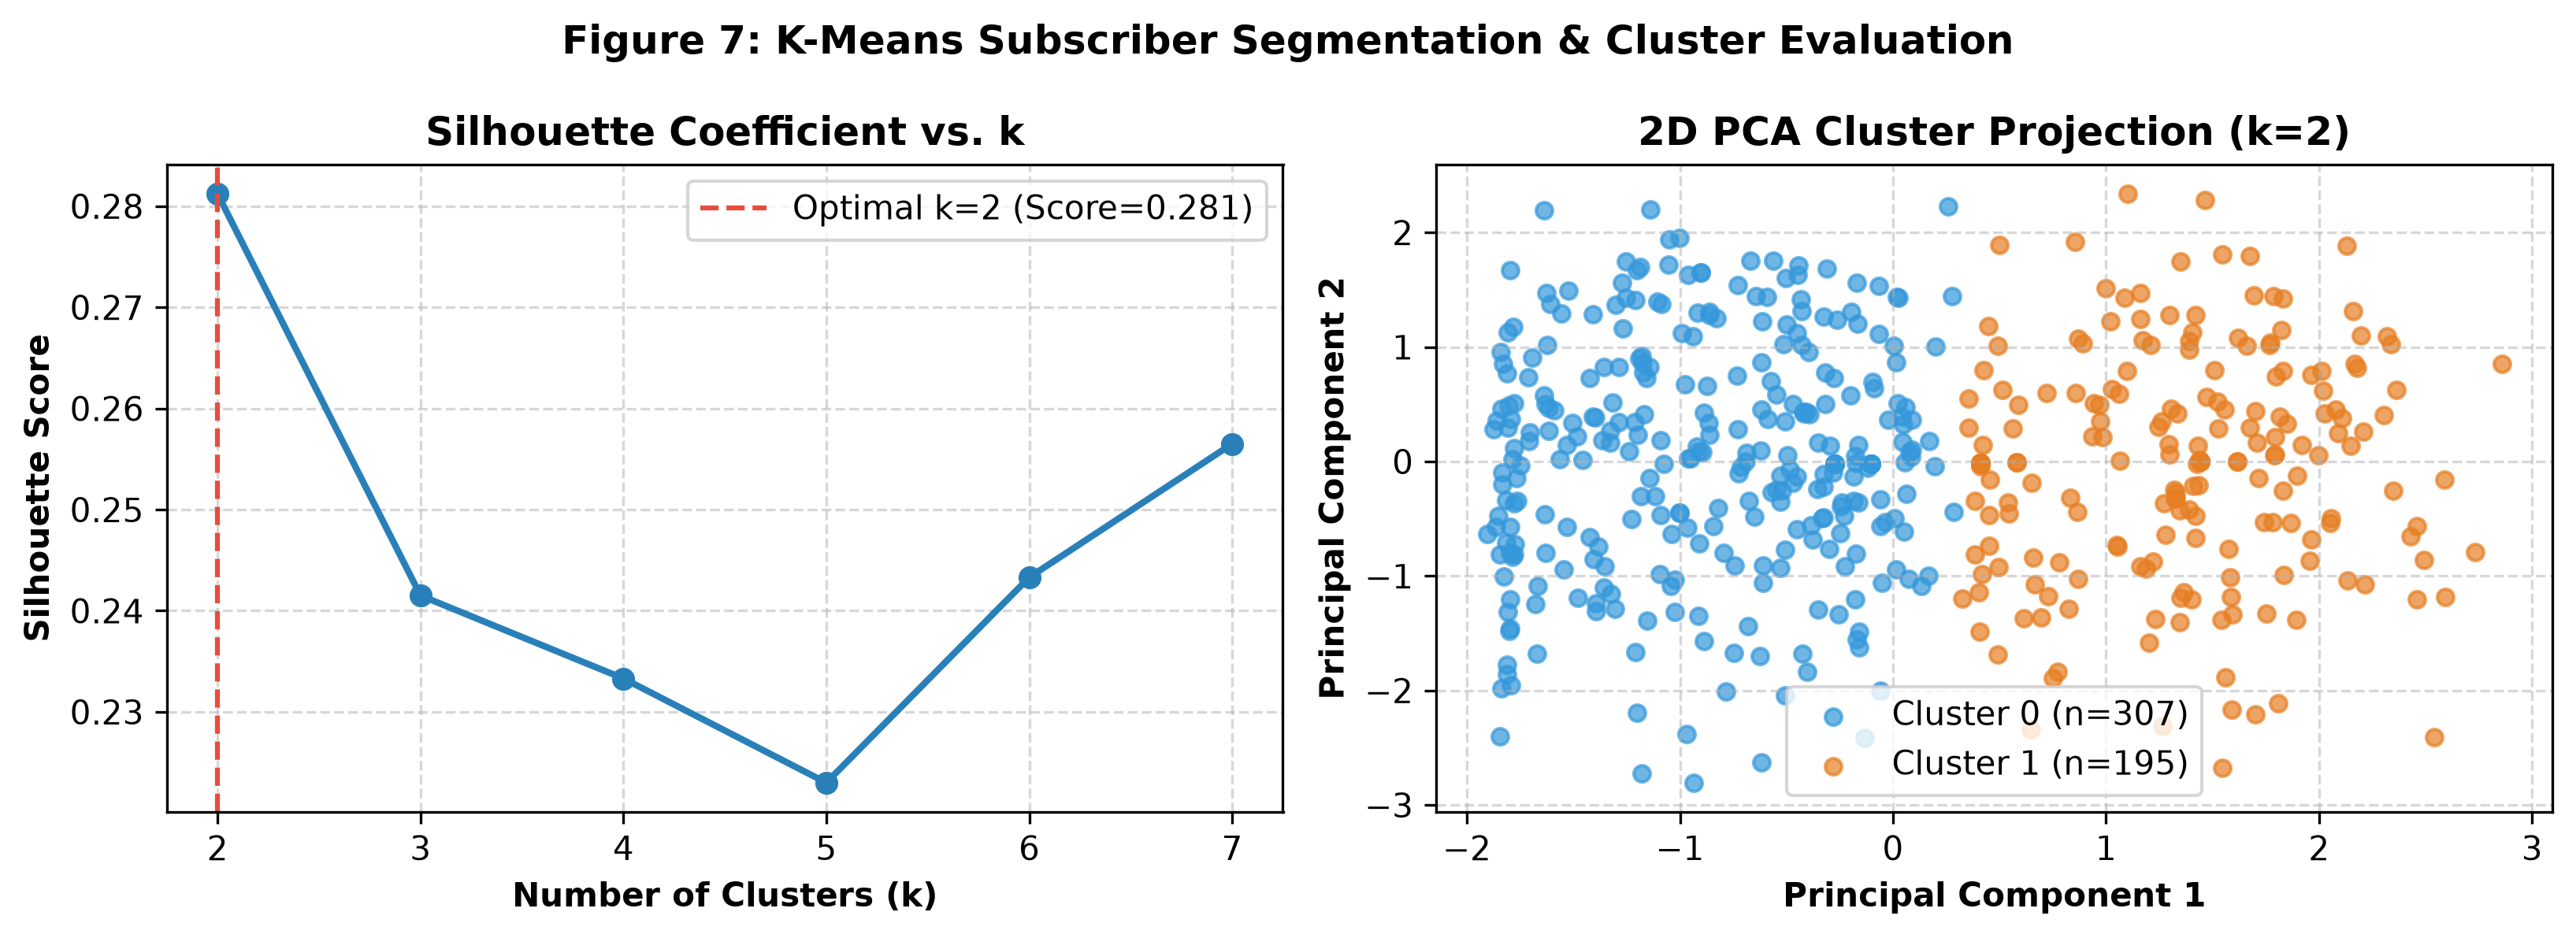 Figure 7: K-Means Subscriber Segmentation & Cluster Evaluation
Silhouette Coefficient vs. k
Optimal k=2 (Score=0.281)
Silhouette Score
0.28
0.27
0.26
0.25
0.24
0.23
2 3 4 5 6 7
Number of Clusters (k)
2D PCA Cluster Projection (k=2)
Principal Component 2
2
1
0
−1
−2
−3
Cluster 0 (n=307)
Cluster 1 (n=195)
−2 −1 0 1 2 3
Principal Component 1